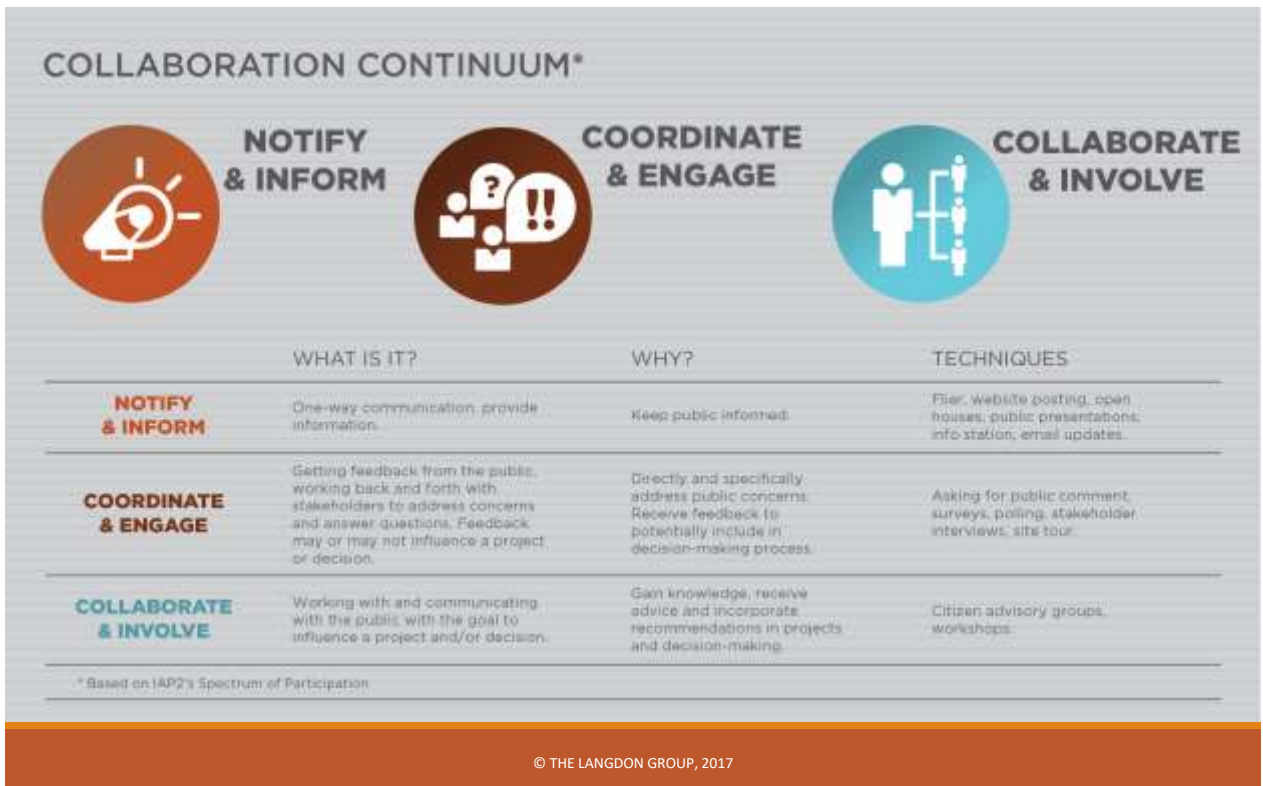 COLLABORATION CONTINUUM*
NOTIFY
& INFORM
COORDINATE
& ENGAGE
COLLABORATE
& INVOLVE
?
!!
WHAT IS IT?
WHY?
TECHNIQUES
NOTIFY
& INFORM
One-way communication, provide
information.
Keep public informed.
Flier, website posting, open
houses, public presentations,
info station, email updates.
COORDINATE
& ENGAGE
Getting feedback from the public,
working back and forth with
stakeholders to address concerns
and answer questions. Feedback
may or may not influence a project
or decision.
Directly and specifically
address public concerns.
Receive feedback to
potentially include in
decision-making process.
Asking for public comment,
surveys, polling, stakeholder
interviews, site tour.
COLLABORATE
& INVOLVE
Working with and communicating
with the public with the goal to
influence a project and/or decision.
Gain knowledge, receive
advice and incorporate
recommendations in projects
and decision-making.
Citizen advisory groups,
workshops.
* Based on IAP2's Spectrum of Participation
© THE LANGDON GROUP, 2017